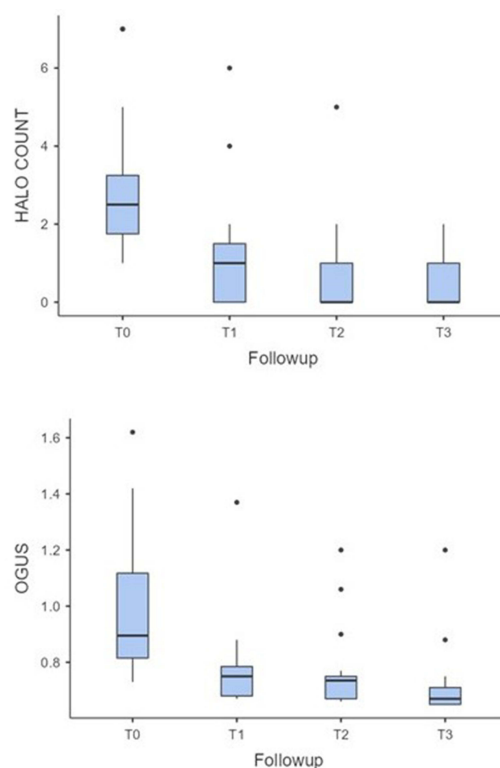 HALO COUNT
6
4
2
0
T0 T1 T2 T3
Followup
OGUS
1.6
1.4
1.2
1.0
0.8
T0 T1 T2 T3
Followup